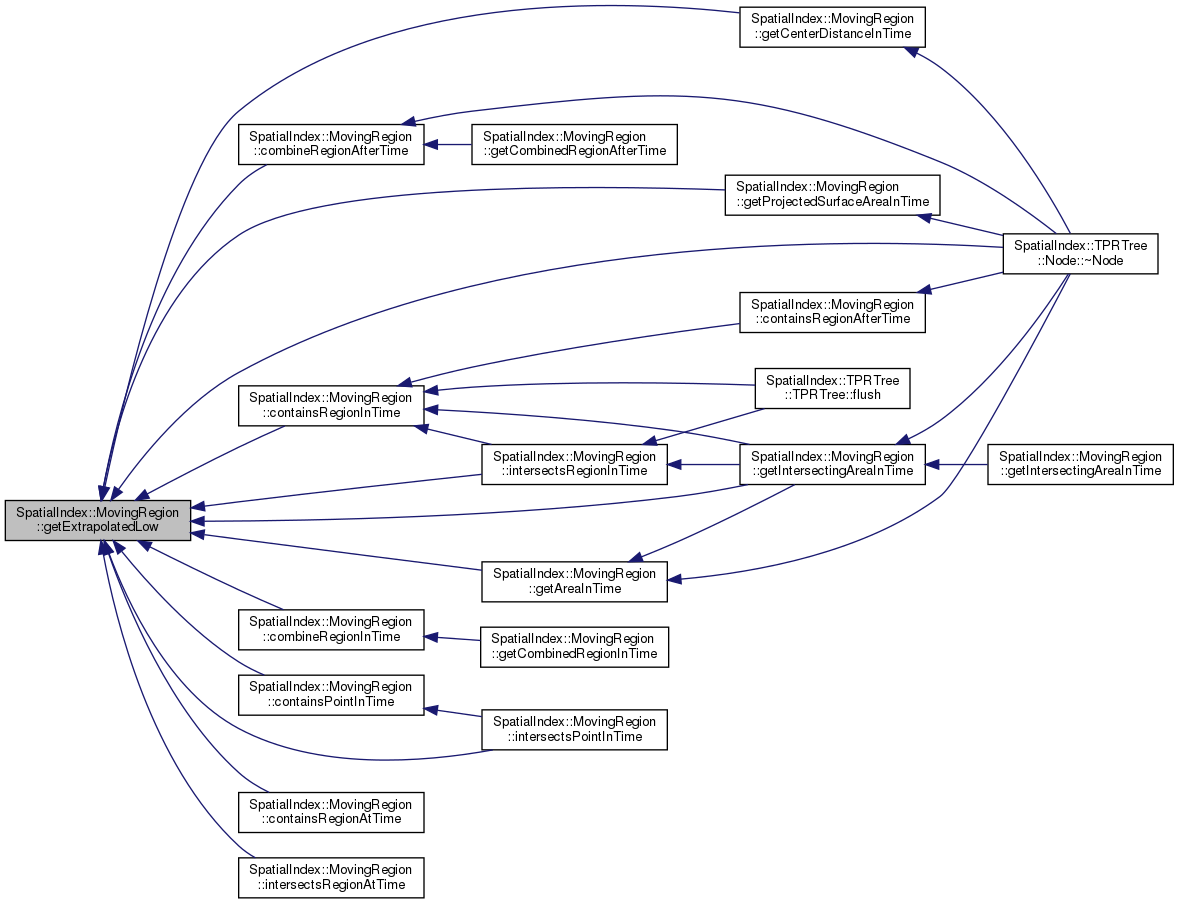 SpatialIndex::MovingRegion
::getCenterDistanceInTime
SpatialIndex::MovingRegion
::combineRegionAfterTime
SpatialIndex::MovingRegion
::getCombinedRegionAfterTime
SpatialIndex::MovingRegion
::getProjectedSurfaceAreaInTime
SpatialIndex::TPRTree
::Node::~Node
SpatialIndex::MovingRegion
::containsRegionAfterTime
SpatialIndex::TPRTree
::TPRTree::flush
SpatialIndex::MovingRegion
::containsRegionInTime
SpatialIndex::MovingRegion
::intersectsRegionInTime
SpatialIndex::MovingRegion
::getIntersectingAreaInTime
SpatialIndex::MovingRegion
::getIntersectingAreaInTime
SpatialIndex::MovingRegion
::getExtrapolatedLow
SpatialIndex::MovingRegion
::getAreaInTime
SpatialIndex::MovingRegion
::combineRegionInTime
SpatialIndex::MovingRegion
::getCombinedRegionInTime
SpatialIndex::MovingRegion
::containsPointInTime
SpatialIndex::MovingRegion
::intersectsPointInTime
SpatialIndex::MovingRegion
::containsRegionAtTime
SpatialIndex::MovingRegion
::intersectsRegionAtTime